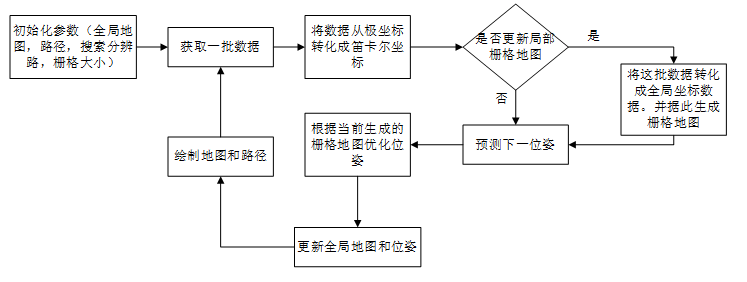 初始化参数（全局地
图，路径，搜索分辨
路，栅格大小）
获取一批数据
将数据从极坐标
转化成笛卡尔坐
标
是否更新局部
栅格地图
是
否
将这批数据转化
成全局坐标数
据。并据此生成
栅格地图
预测下一位姿
根据当前生成的
栅格地图优化位
姿
更新全局地图和位姿
绘制地图和路径